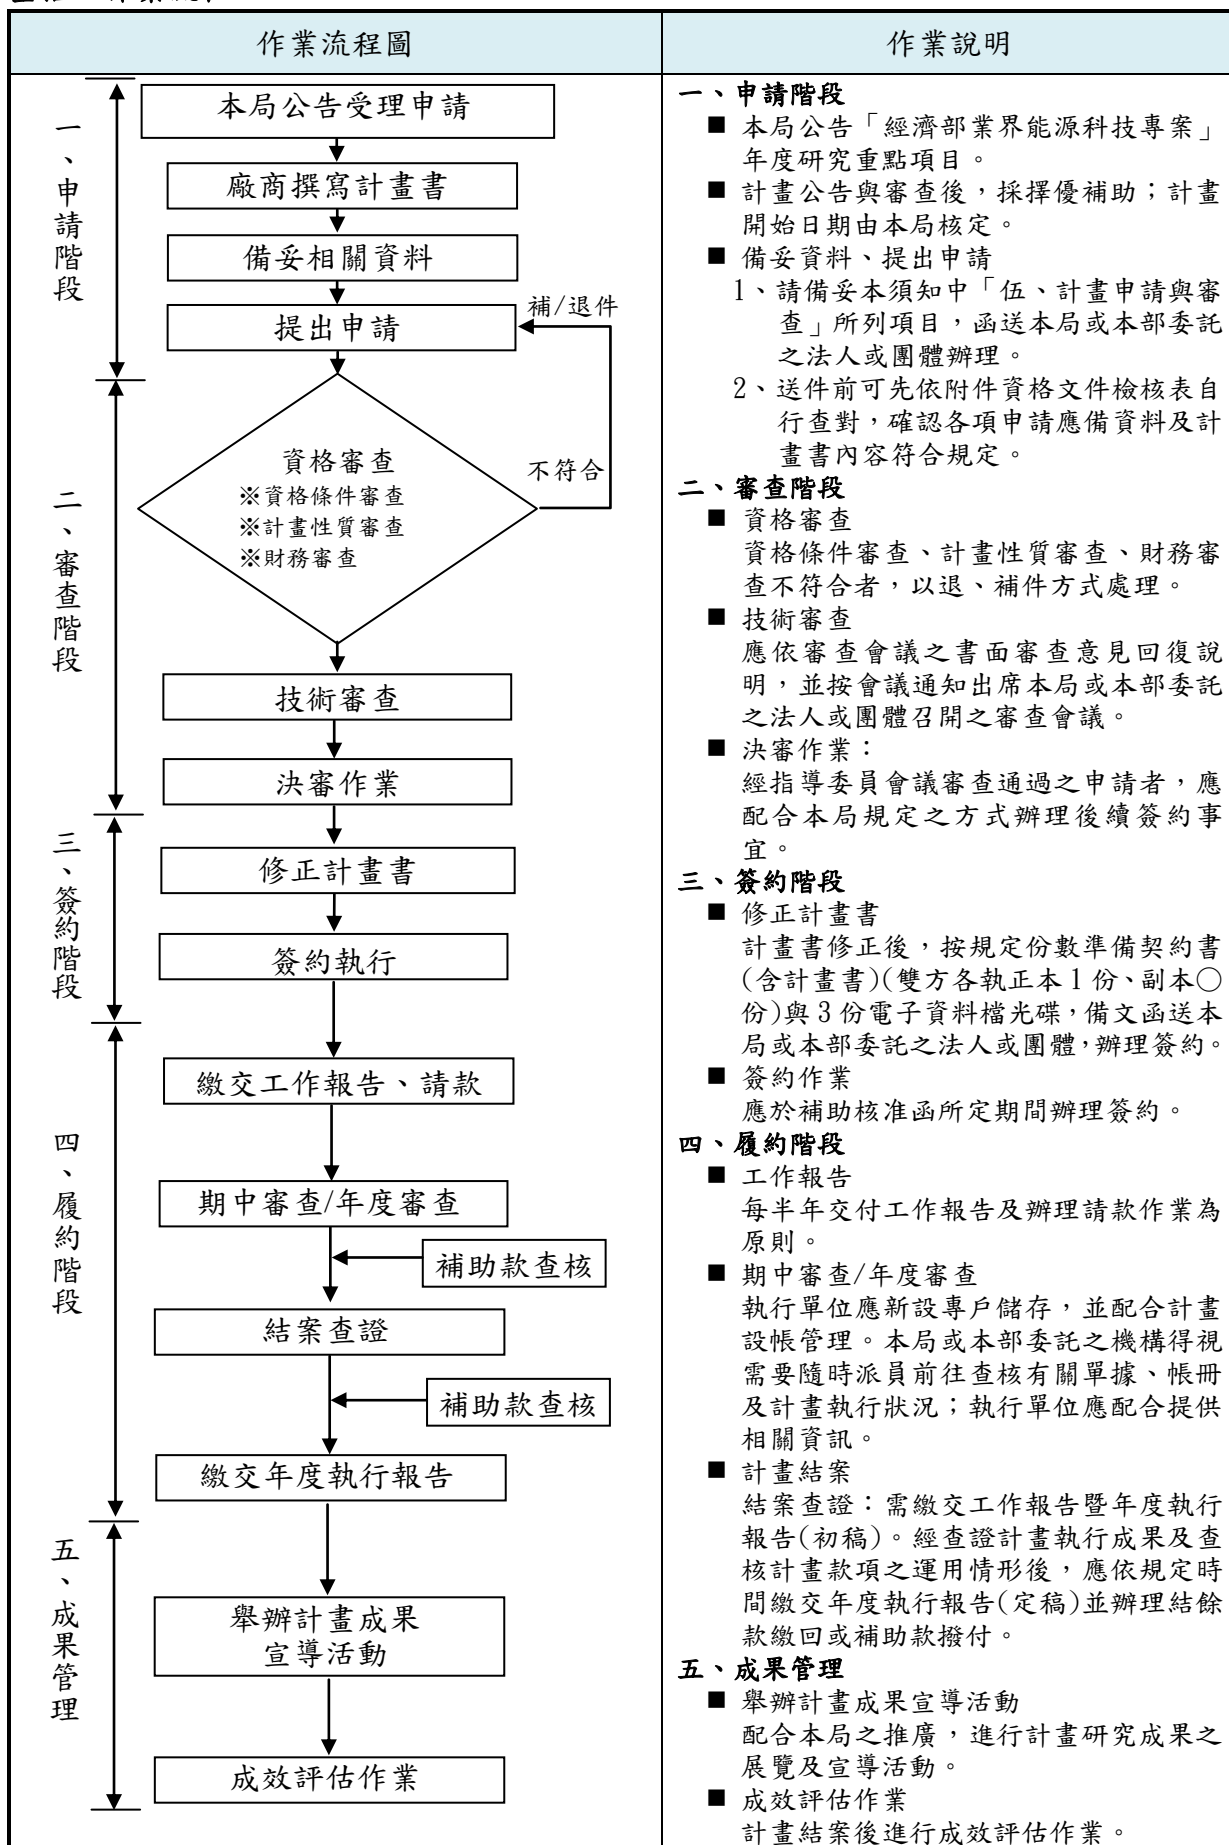 作業流程圖
作業說明
一、申請階段
本局公告受理申請
廠商撰寫計畫書
備妥相關資料
提出申請
補/退件
二、審查階段
資格審查
※資格條件審查
※計畫性質審查
※財務審查
不符合
技術審查
決審作業
三、簽約階段
修正計畫書
簽約執行
四、履約階段
繳交工作報告、請款
期中審查/年度審查
補助款查核
結案查證
補助款查核
繳交年度執行報告
五、成果管理
舉辦計畫成果
宣導活動
成效評估作業
一、申請階段
■ 本局公告「經濟部業界能源科技專案」
年度研究重點項目。
■ 計畫公告與審查後，採擇優補助；計畫
開始日期由本局核定。
■ 備妥資料、提出申請
1、請備妥本須知中「伍、計畫申請與審
查」所列項目，函送本局或本部委託
之法人或團體辦理。
2、送件前可先依附件資格文件檢核表自
行查對，確認各項申請應備資料及計
畫書內容符合規定。
二、審查階段
■ 資格審查
資格條件審查、計畫性質審查、財務審
查不符合者，以退、補件方式處理。
■ 技術審查
應依審查會議之書面審查意見回復說
明，並按會議通知出席本局或本部委託
之法人或團體召開之審查會議。
■ 決審作業：
經指導委員會議審查通過之申請者，應
配合本局規定之方式辦理後續簽約事
宜。
三、簽約階段
■ 修正計畫書
計畫書修正後，按規定份數準備契約書
(含計畫書)(雙方各執正本 1 份、副本○
份)與 3 份電子資料檔光碟，備文函送本
局或本部委託之法人或團體，辦理簽約。
■ 簽約作業
應於補助核准函所定期間辦理簽約。
四、履約階段
■ 工作報告
每半年交付工作報告及辦理請款作業為
原則。
■ 期中審查/年度審查
執行單位應新設專戶儲存，並配合計畫
設帳管理。本局或本部委託之機構得視
需要隨時派員前往查核有關單據、帳冊
及計畫執行狀況；執行單位應配合提供
相關資訊。
■ 計畫結案
結案查證：需繳交工作報告暨年度執行
報告(初稿)。經查證計畫執行成果及查
核計畫款項之運用情形後，應依規定時
間繳交年度執行報告(定稿)並辦理結餘
款繳回或補助款撥付。
五、成果管理
■ 舉辦計畫成果宣導活動
配合本局之推廣，進行計畫研究成果之
展覽及宣導活動。
■ 成效評估作業
計畫結案後進行成效評估作業。